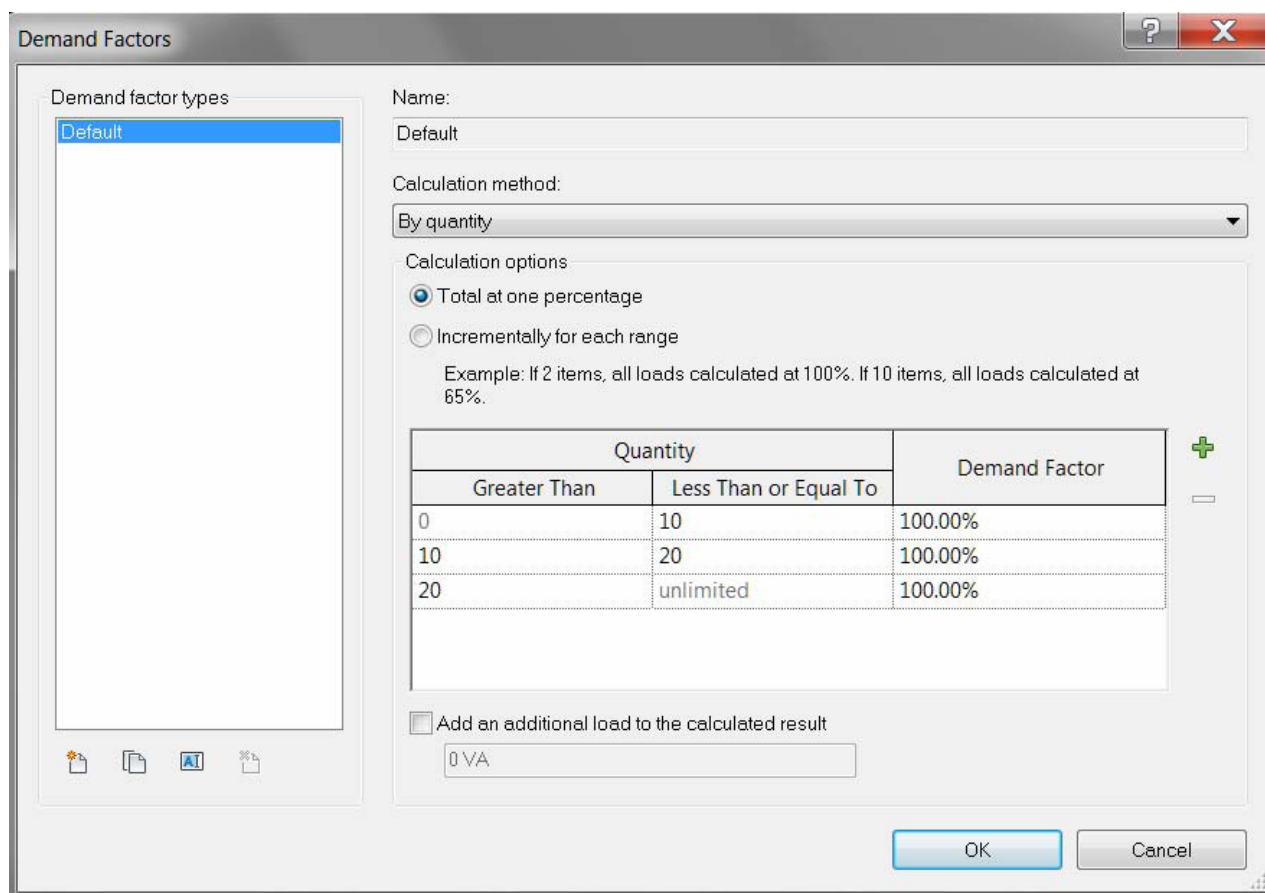 Demand Factors
Demand factor types
Default
Name:
Default
Calculation method:
By quantity
Calculation options
Total at one percentage
Incrementally for each range
Example: If 2 items, all loads calculated at 100%. If 10 items, all loads calculated at
65%.
Quantity
Demand Factor
Greater Than
Less Than or Equal To
0 10 100.00%
10 20 100.00%
20 unlimited 100.00%
Add an additional load to the calculated result
0 VA
AI
OK
Cancel